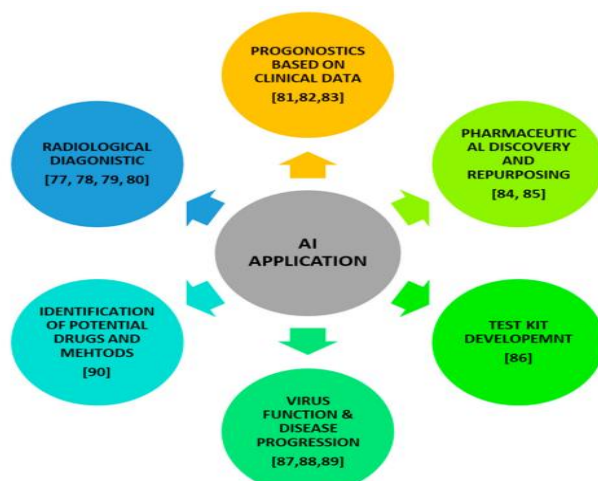 PROGONOSTICS
BASED ON
CLINICAL DATA
[81,82,83]
PHARMACEUTIC
AL DISCOVERY
AND
REPURPOSING
[84, 85]
TEST KIT
DEVELOPEMNT
[86]
VIRUS
FUNCTION &
DISEASE
PROGRESSION
[87,88,89]
IDENTIFICATION
OF POTENTIAL
DRUGS AND
MEHTODS
[90]
RADIOLOGICAL
DIAGONISTIC
[77, 78, 79, 80]
AI
APPLICATION